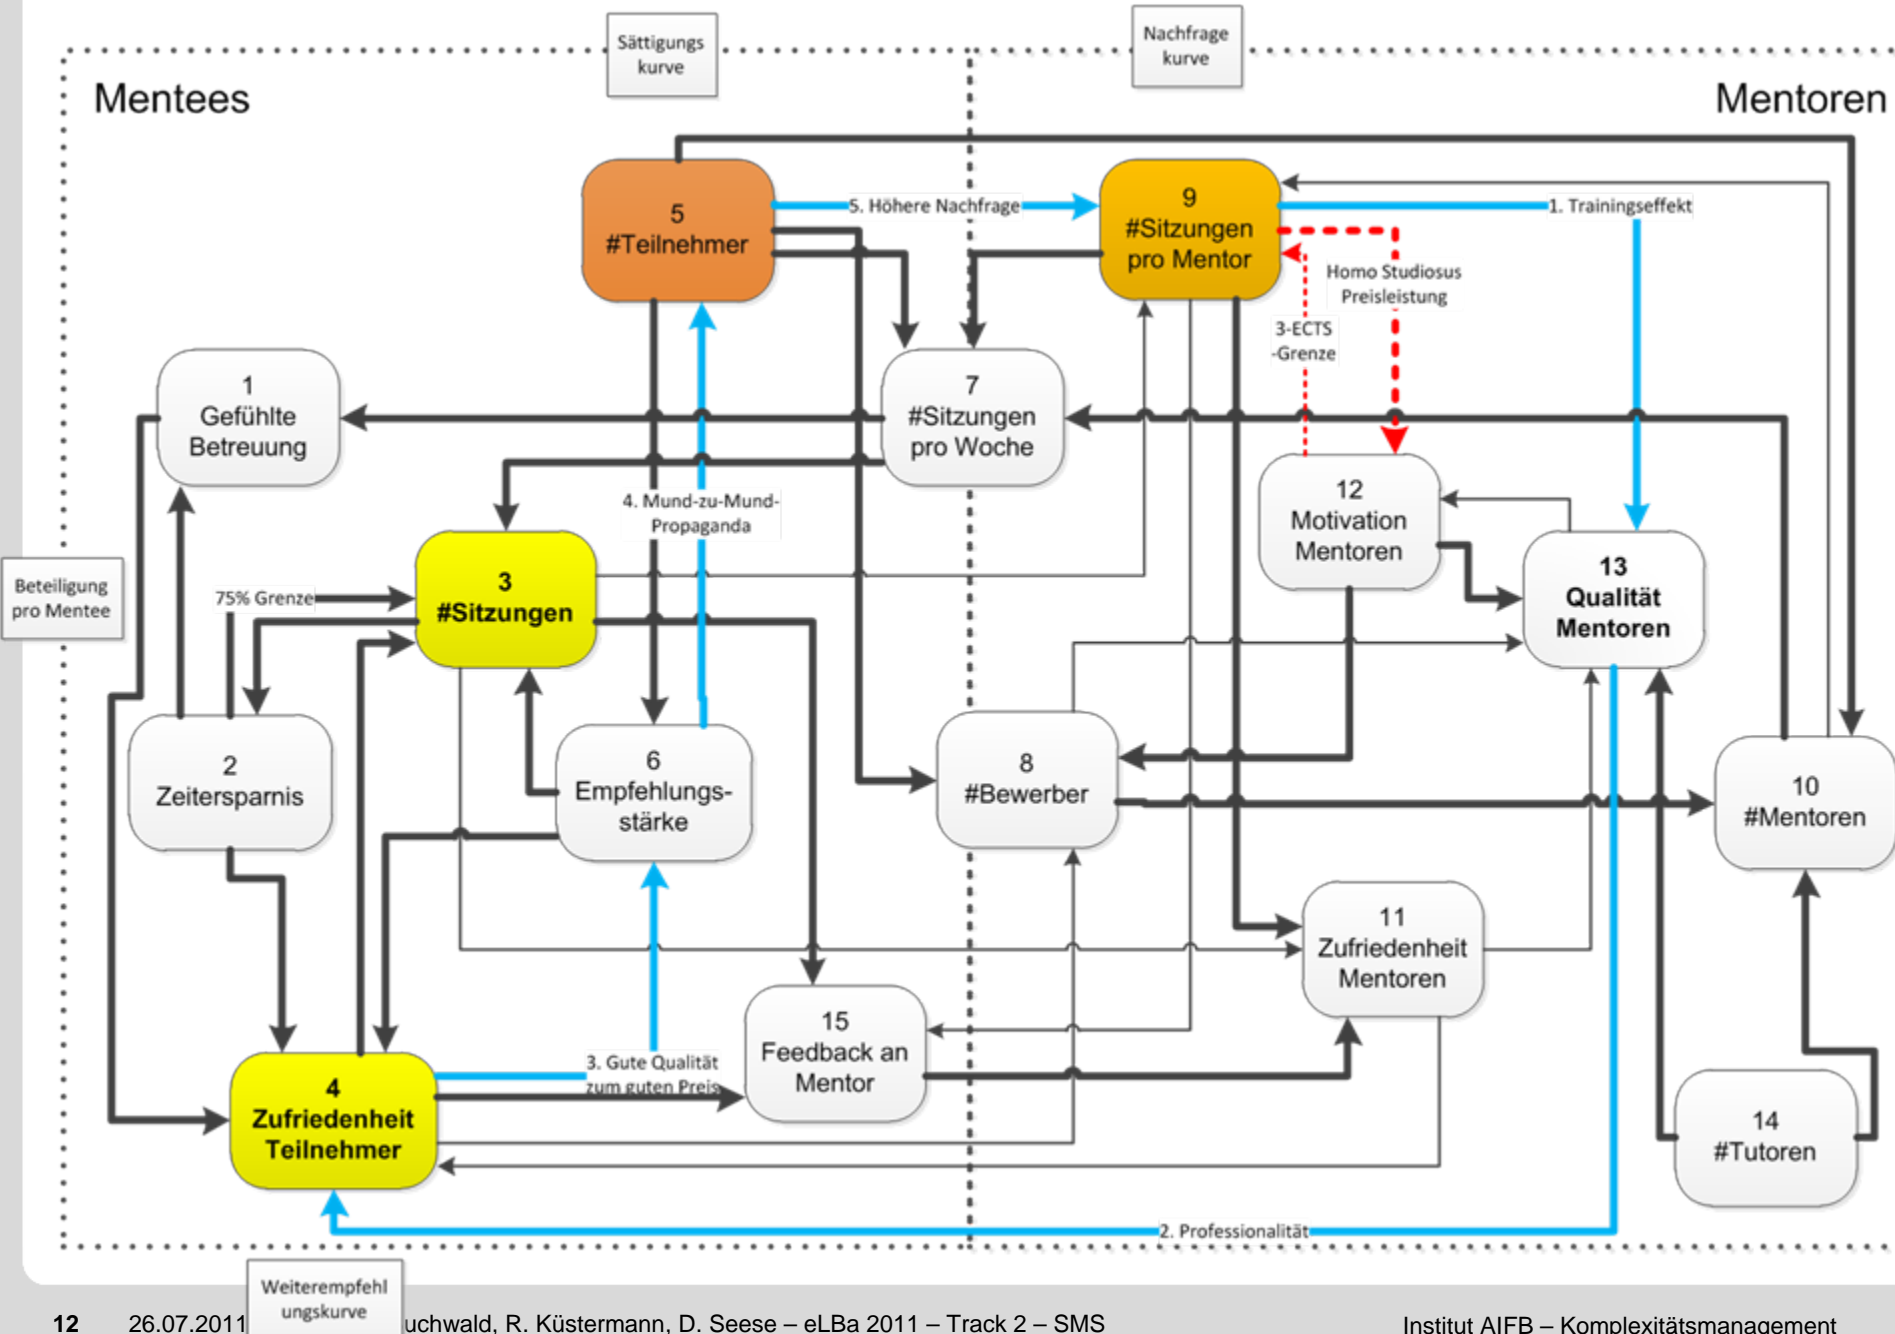 Sättigungs
kurve
Nachfrage
kurve
Mentees
Mentoren
5
#Teilnehmer
5. Höhere Nachfrage
9
#Sitzungen
pro Mentor
1. Trainingseffekt
Homo Studiosus
Preisleistung
3-ECTS
-Grenze
1
Gefühlte
Betreuung
7
#Sitzungen
pro Woche
4. Mund-zu-Mund-
Propaganda
12
Motivation
Mentoren
13
Qualität
Mentoren
Beteiligung
pro Mentee
75% Grenze
3
#Sitzungen
2
Zeitersparnis
6
Empfehlungs-
stärke
8
#Bewerber
10
#Mentoren
11
Zufriedenheit
Mentoren
15
Feedback an
Mentor
3. Gute Qualität
zum guten Preis
4
Zufriedenheit
Teilnehmer
14
#Tutoren
2. Professionalität
Weiterempfehl
ungskurve
12 26.07.2011 uchwald, R. Küstermann, D. Seese – eLBa 2011 – Track 2 – SMS
Institut AIFB – Komplexitätsmanagement